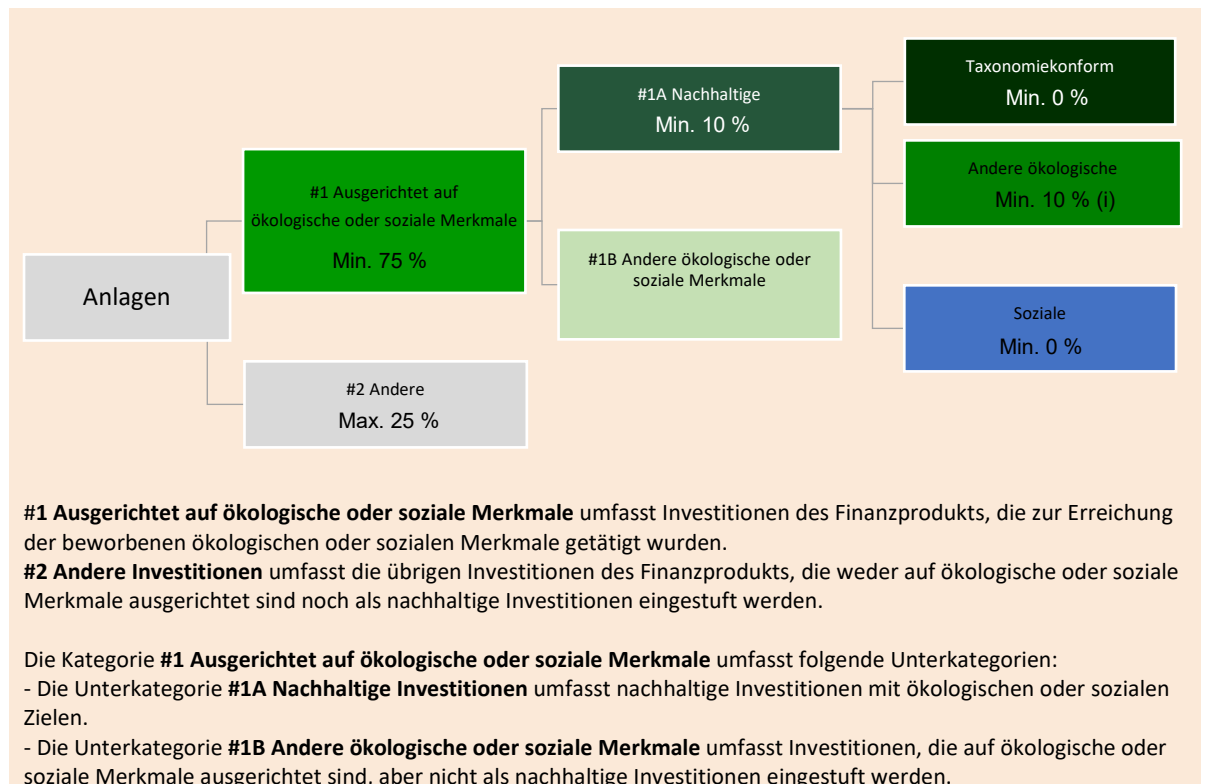 Anlagen
#1 Ausgerichtet auf
ökologische oder soziale Merkmale
Min. 75 %
#2 Andere
Max. 25 %
#1A Nachhaltige
Min. 10 %
#1B Andere ökologische oder
soziale Merkmale
Taxonomiekonform
Min. 0 %
Andere ökologische
Min. 10 % (i)
Soziale
Min. 0 %
#1 Ausgerichtet auf ökologische oder soziale Merkmale umfasst Investitionen des Finanzprodukts, die zur Erreichung
der beworbenen ökologischen oder sozialen Merkmale getätigt wurden.
#2 Andere Investitionen umfasst die übrigen Investitionen des Finanzprodukts, die weder auf ökologische oder soziale
Merkmale ausgerichtet sind noch als nachhaltige Investitionen eingestuft werden.
Die Kategorie #1 Ausgerichtet auf ökologische oder soziale Merkmale umfasst folgende Unterkategorien:
- Die Unterkategorie #1A Nachhaltige Investitionen umfasst nachhaltige Investitionen mit ökologischen oder sozialen
Zielen.
- Die Unterkategorie #1B Andere ökologische oder soziale Merkmale umfasst Investitionen, die auf ökologische oder
soziale Merkmale ausgerichtet sind, aber nicht als nachhaltige Investitionen eingestuft werden.